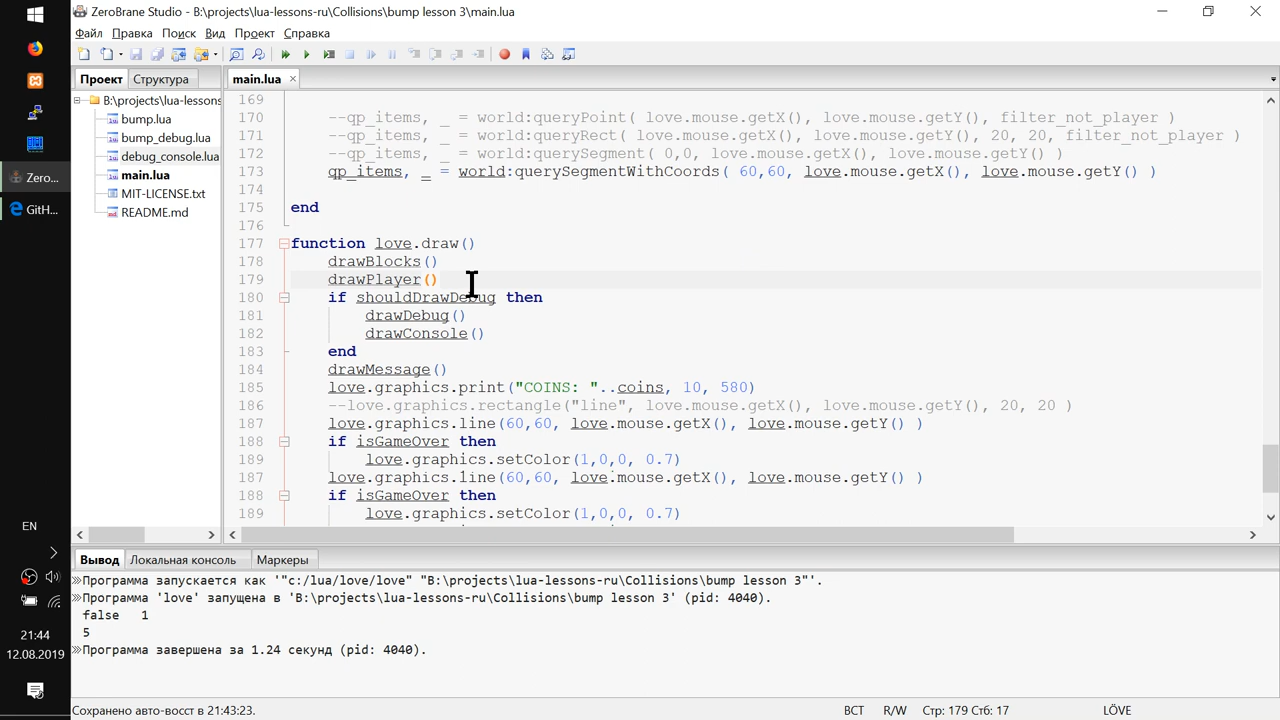 ZeroBrane Studio - B:\projects\lua-lessons-ru\Collisions\bump lesson 3\main.lua
Файл Правка Поиск Вид Проект Справка
Проект Структура
main.lua ×
B:\projects\lua-lessons
bump.lua
bump_debug.lua
debug_console.lua
main.lua
MIT-LICENSE.txt
README.md
169
170 --qp_items, _ = world:queryPoint( love.mouse.getX(), love.mouse.getY(), filter_not_player )
171 --qp_items, _ = world:queryRect( love.mouse.getX(), love.mouse.getY(), 20, 20, filter_not_player )
172 --qp_items, _ = world:querySegment( 0,0, love.mouse.getX(), love.mouse.getY() )
173 qp_items, _ = world:querySegmentWithCoords( 60,60, love.mouse.getX(), love.mouse.getY() )
174
175 end
176
177 function love.draw()
178 drawBlocks()
179 drawPlayer()
180 if shouldDrawDebug then
181 drawDebug()
182 drawConsole()
183 end
184 drawMessage()
185 love.graphics.print("COINS: "..coins, 10, 580)
186 --love.graphics.rectangle("line", love.mouse.getX(), love.mouse.getY(), 20, 20 )
187 love.graphics.line(60,60, love.mouse.getX(), love.mouse.getY() )
188 if isGameOver then
189 love.graphics.setColor(1,0,0, 0.7)
187 love.graphics.line(60,60, love.mouse.getX(), love.mouse.getY() )
188 if isGameOver then
189 love.graphics.setColor(1,0,0, 0.7)
Вывод Локальная консоль Маркеры
Программа запускается как '"c:/lua/love/love" "B:\projects\lua-lessons-ru\Collisions\bump lesson 3"'.
Программа 'love' запущена в 'B:\projects\lua-lessons-ru\Collisions\bump lesson 3' (pid: 4040).
false 1
5
Программа завершена за 1.24 секунд (pid: 4040).
Сохранено авто-восст в 21:43:23.
ВСТ R/W Стр: 179 Стб: 17 LÖVE
Zero...
GitH...
EN
21:44
12.08.2019